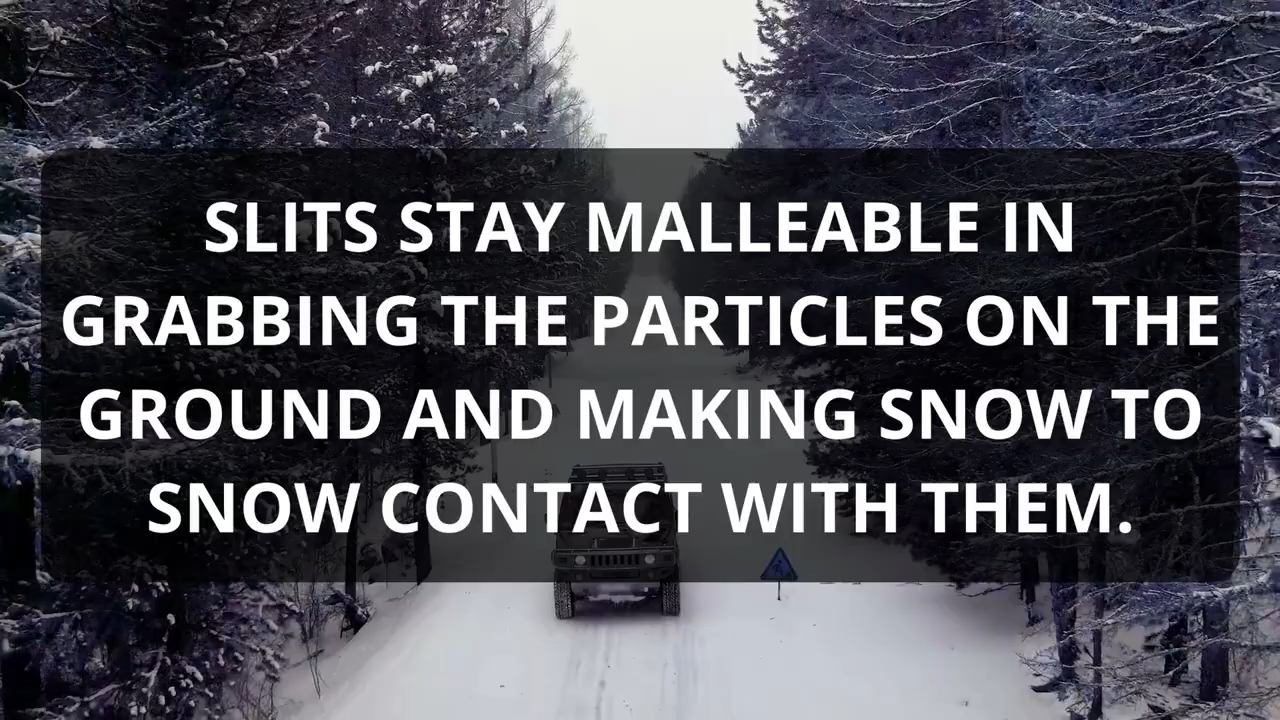 SLITS STAY MALLEABLE IN
GRABBING THE PARTICLES ON THE
GROUND AND MAKING SNOW TO
SNOW CONTACT WITH THEM.